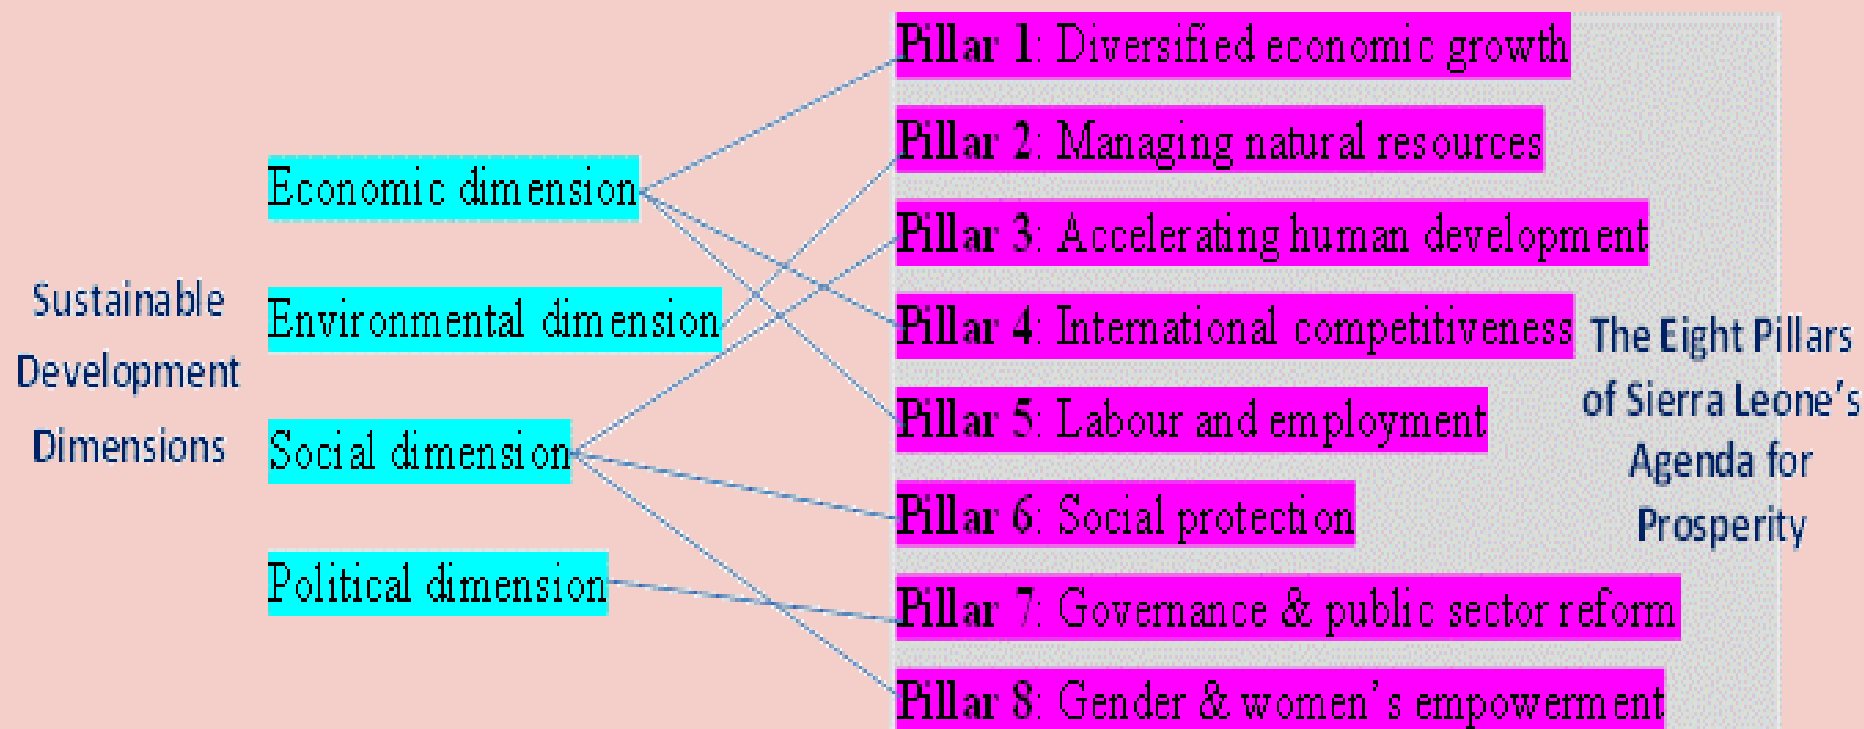 Sustainable
Development
Dimensions
Economic dimension
Environmental dimension
Social dimension
Political dimension
Pillar 1: Diversified economic growth
Pillar 2: Managing natural resources
Pillar 3: Accelerating human development
Pillar 4: International competitiveness
Pillar 5: Labour and employment
Pillar 6: Social protection
Pillar 7: Governance & public sector reform
Pillar 8: Gender & women’s empowerment
The Eight Pillars
of Sierra Leone’s
Agenda for
Prosperity